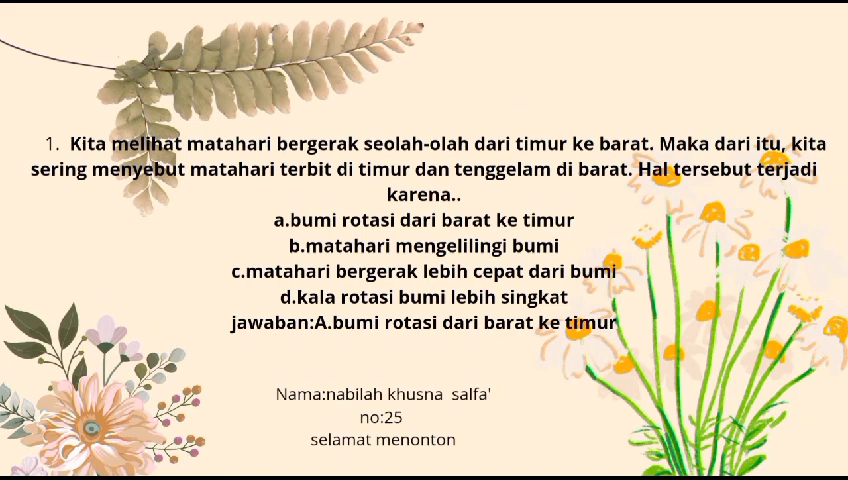 1. Kita melihat matahari bergerak seolah-olah dari timur ke barat. Maka dari itu, kita
sering menyebut matahari terbit di timur dan tenggelam di barat. Hal tersebut terjadi
karena..
a.bumi rotasi dari barat ke timur
b.matahari mengelilingi bumi
c.matahari bergerak lebih cepat dari bumi
d.kala rotasi bumi lebih singkat
jawaban:A.bumi rotasi dari barat ke timur
Nama:nabilah khusna salfa'
no:25
selamat menonton